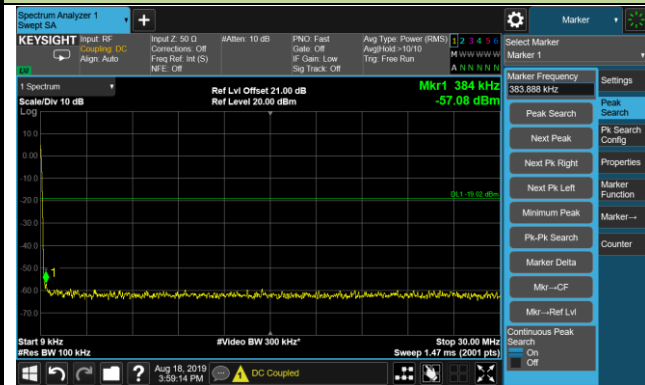 Spectrum Analyzer 1
Swept SA
Marker
KEYSIGHT
Input: RF
Coupling: DC
Align: Auto
Input Z: 50 Ω
Corrections: Off
Freq Ref: Int (S)
NFE: Off
#Atten: 10 dB
PNO: Fast
Gate: Off
IF Gain: Low
Sig Track: Off
Avg Type: Power (RMS)
Avg|Hold:>10/10
Trig: Free Run
1 2 3 4 5 6
M W W W W W
A N N N N N
Select Marker
Marker 1
1 Spectrum
Scale/Div 10 dB
Log
Ref Lvl Offset 21.00 dB
Ref Level 20.00 dBm
Mkr1 384 kHz
-57.08 dBm
10.0
0.00
-10.0
-20.0
-30.0
-40.0
-50.0
-60.0
-70.0
DL1 -19.02 dBm
1
Start 9 kHz
#Res BW 100 kHz
#Video BW 300 kHz*
Stop 30.00 MHz
Sweep 1.47 ms (2001 pts)
Marker Frequency
383.888 kHz
Peak Search
Next Peak
Next Pk Right
Next Pk Left
Minimum Peak
Pk-Pk Search
Marker Delta
Mkr→CF
Mkr→Ref Lvl
Continuous Peak
Search
On
Off
Settings
Peak
Search
Pk Search
Config
Properties
Marker
Function
Marker→
Counter
?
Aug 18, 2019
3:59:14 PM
DC Coupled